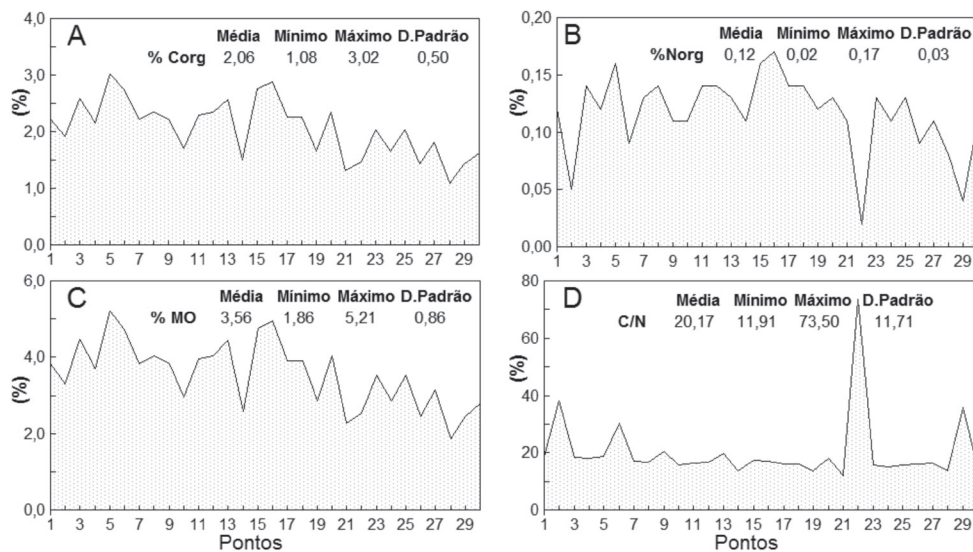 A
Média Mínimo Máximo D.Padrão
% Corg 2,06 1,08 3,02 0,50
(%)
4,0
3,0
2,0
1,0
0,0
1 3 5 7 9 11 13 15 17 19 21 23 25 27 29
B
Média Mínimo Máximo D.Padrão
%Norg 0,12 0,02 0,17 0,03
(%)
0,20
0,15
0,10
0,05
0,00
1 3 5 7 9 11 13 15 17 19 21 23 25 27 29
C
Média Mínimo Máximo D.Padrão
% MO 3,56 1,86 5,21 0,86
(%)
6,0
4,0
2,0
0,0
1 3 5 7 9 11 13 15 17 19 21 23 25 27 29
Pontos
D
Média Mínimo Máximo D.Padrão
C/N 20,17 11,91 73,50 11,71
(%)
80
60
40
20
0
1 3 5 7 9 11 13 15 17 19 21 23 25 27 29
Pontos